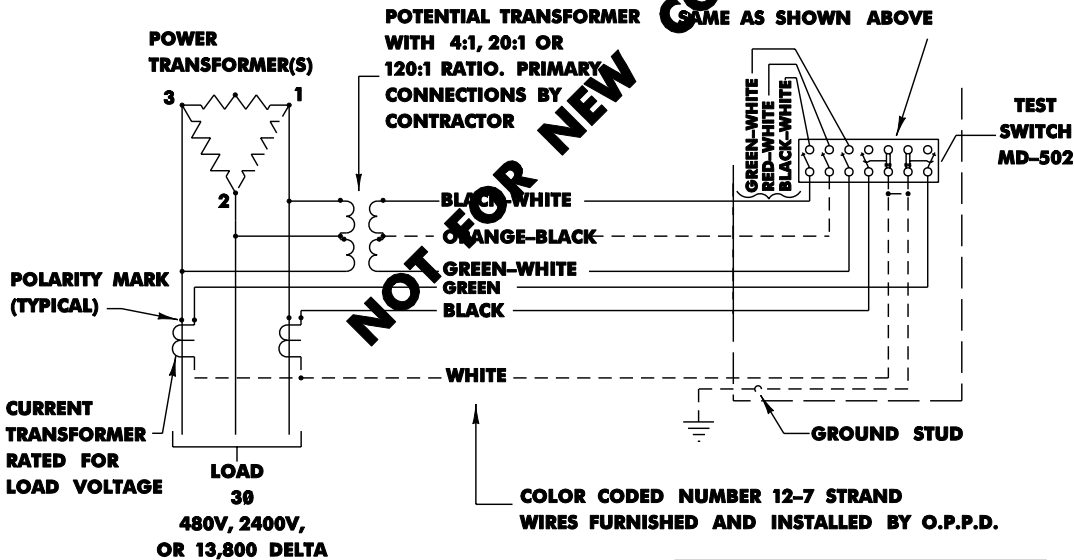 POTENTIAL TRANSFORMER
WITH 4:1, 20:1 OR
120:1 RATIO. PRIMARY
CONNECTIONS BY
CONTRACTOR
SAME AS SHOWN ABOVE
POWER
TRANSFORMER(S)
3
1
2
GREEN–WHITE
RED–WHITE
BLACK–WHITE
TEST
SWITCH
MD–502
BLACK–WHITE
ORANGE–BLACK
GREEN–WHITE
GREEN
BLACK
WHITE
NOT FOR NEW
POLARITY MARK
(TYPICAL)
CURRENT
TRANSFORMER
RATED FOR
LOAD VOLTAGE
GROUND STUD
LOAD
3Ø
480V, 2400V,
OR 13,800 DELTA
COLOR CODED NUMBER 12–7 STRAND
WIRES FURNISHED AND INSTALLED BY O.P.P.D.